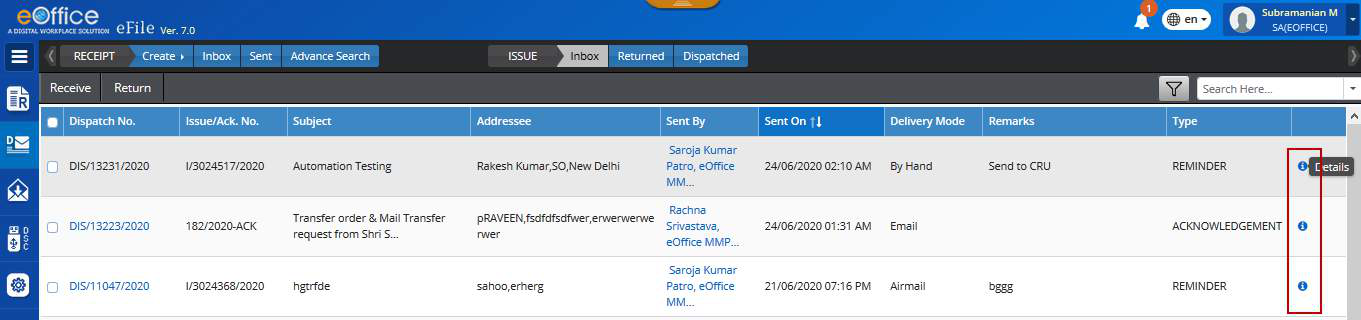 eOffice
A DIGITAL WORKPLACE SOLUTION
eFile Ver. 7.0
1
en
Subramanian M
SA(EOFFICE)
RECEIPT Create Inbox Sent Advance Search ISSUE Inbox Returned Dispatched
Receive Return Search Here...
R
D
DSC
Dispatch No. Issue/Ack. No. Subject Addressee Sent By Sent On Delivery Mode Remarks Type
DIS/13231/2020 I/3024517/2020 Automation Testing Rakesh Kumar,SO,New Delhi Saroja Kumar 24/06/2020 02:10 AM By Hand Send to CRU REMINDER Details
Patro, eOffice
MM...
DIS/13223/2020 182/2020-ACK Transfer order & Mail Transfer pRAVEEN,fsdfdfsdfwer,erwerwerwe Rachna 24/06/2020 01:31 AM Email ACKNOWLEDGEMENT
request from Shri S... rwer Srivastava,
eOffice MMP...
DIS/11047/2020 I/3024368/2020 hgtrfde sahoo,erherg Saroja Kumar 21/06/2020 07:16 PM Airmail bggg REMINDER
Patro, eOffice
MM...